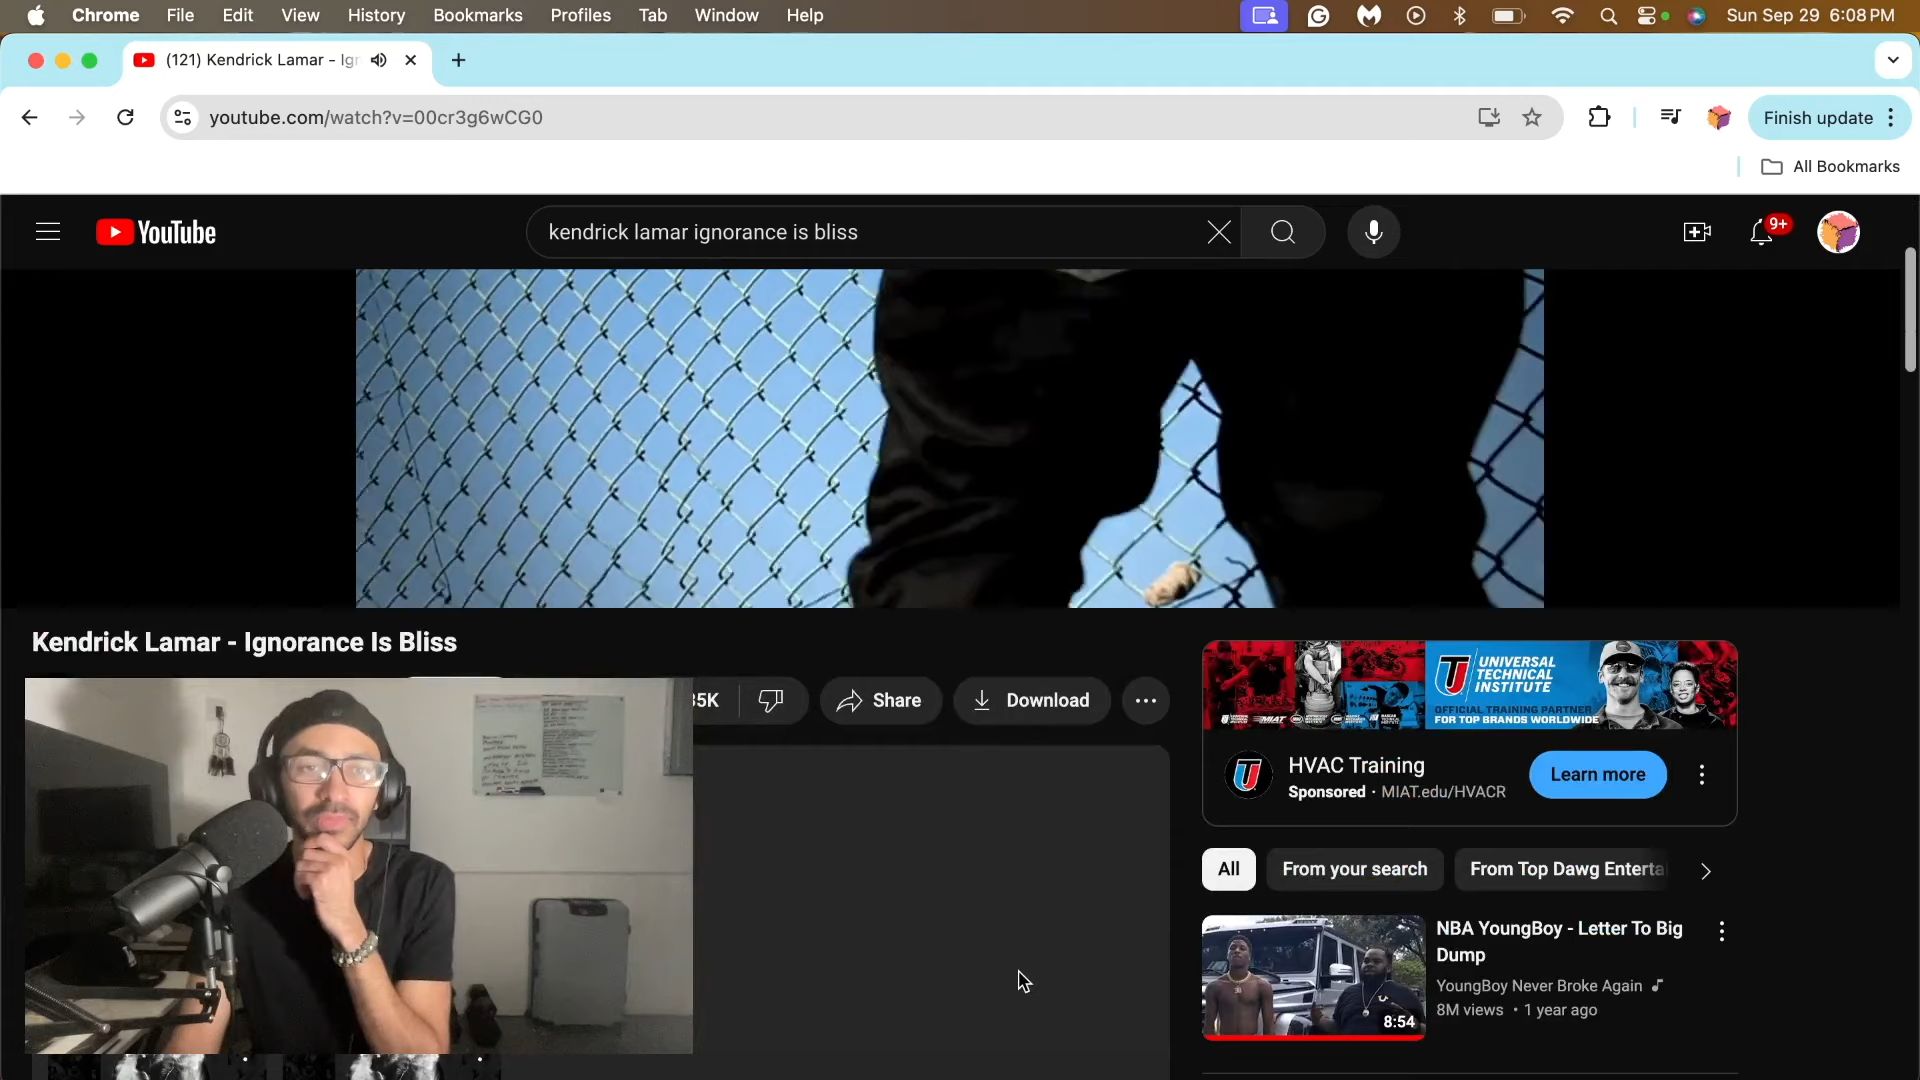 Chrome File Edit View History Bookmarks Profiles Tab Window Help Sun Sep 29 6:08 PM
(121) Kendrick Lamar - Ign
youtube.com/watch?v=00cr3g6wCG0 Finish update
All Bookmarks
YouTube kendrick lamar ignorance is bliss 9+
Kendrick Lamar - Ignorance Is Bliss
35K Share Download
UNIVERSAL
TECHNICAL
INSTITUTE
OFFICIAL TRAINING PARTNER
FOR TOP BRANDS WORLDWIDE
HVAC Training
Sponsored · MIAT.edu/HVACR
Learn more
All From your search From Top Dawg Enterta
NBA YoungBoy - Letter To Big
Dump
YoungBoy Never Broke Again
8M views • 1 year ago
8:54